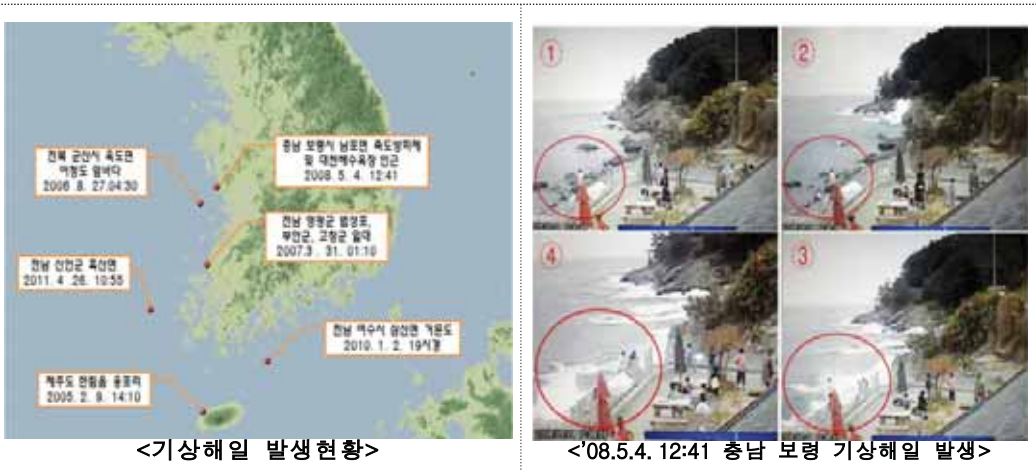 전북 군산시 옥도면
어청도 앞바다
2006. 8. 27.04:30
충남 보령시 남포면 죽도방파제
및 대천해수욕장 인근
2008. 5. 4. 12:41
전남 영광군 법성포,
부안군, 고창군 일대
2007.3 . 31. 01:10
전남 신안군 흑산면
2011. 4 .26. 10:55
전남 여수시 삼산면 거문도
2010. 1. 2. 19시경
제주도 한림읍 옹포리
2005. 2. 9. 14:10
<기상해일 발생현황>
①
②
④
③
<'08.5.4. 12:41 충남 보령 기상해일 발생>